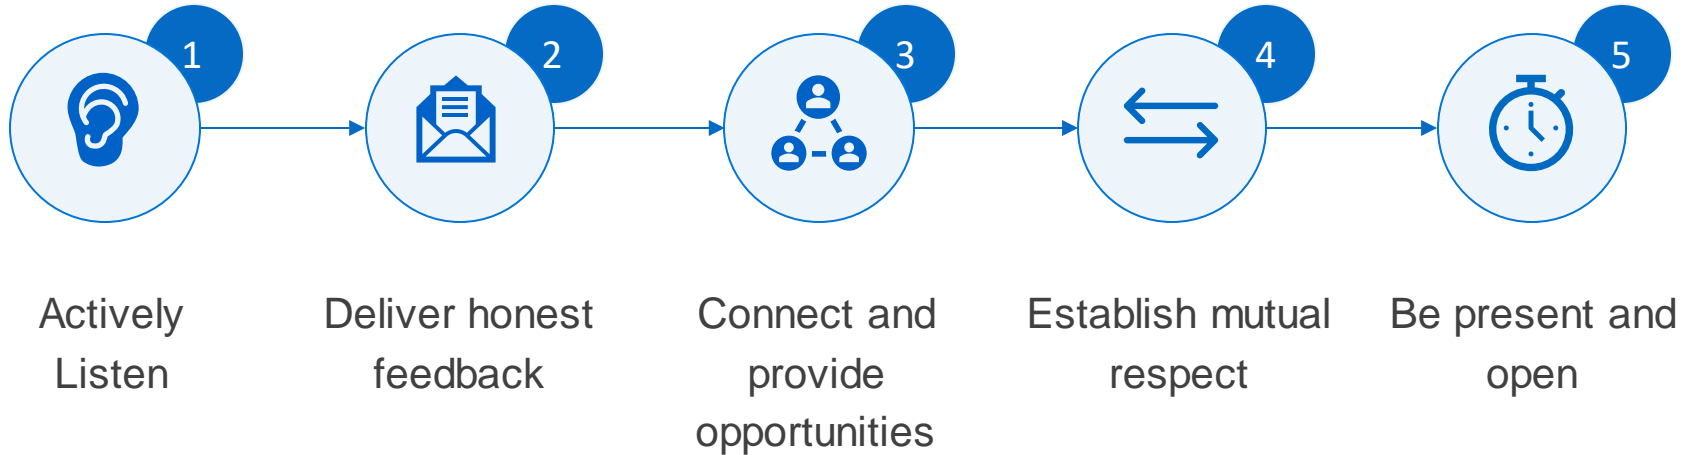 1
2
3
4
5
Actively
Listen
Deliver honest
feedback
Connect and
provide
opportunities
Establish mutual
respect
Be present and
open